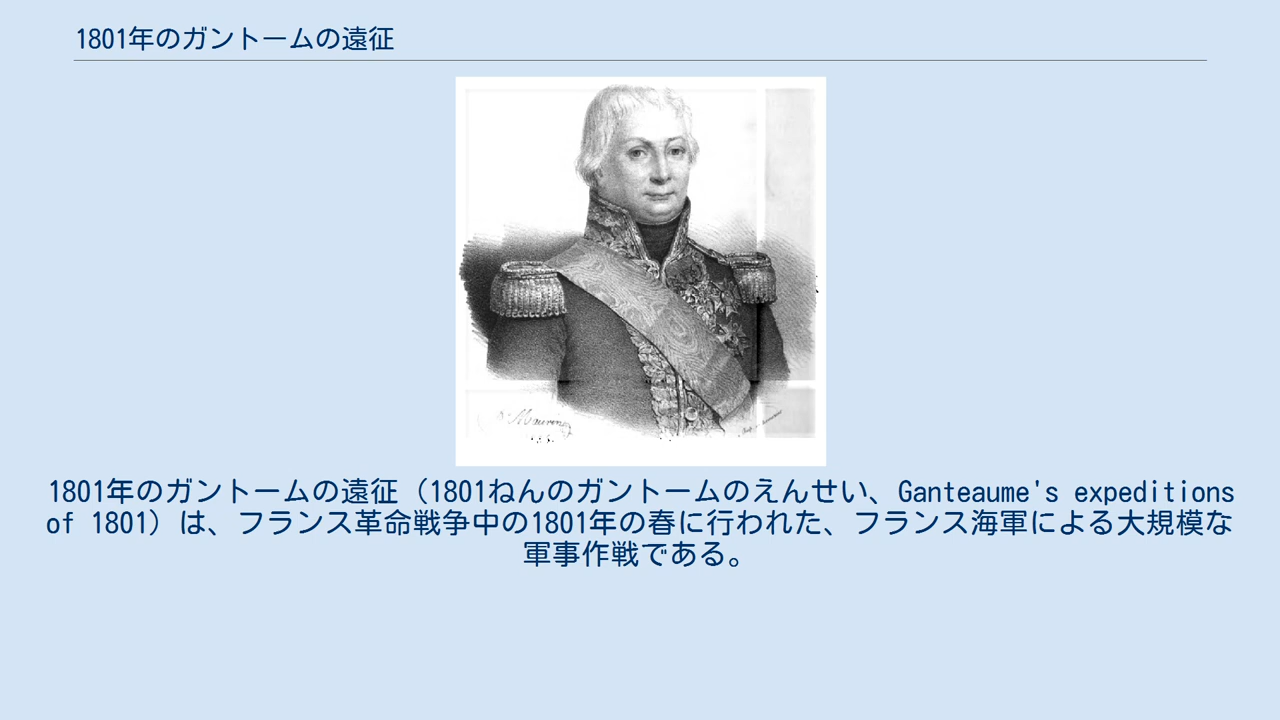 1801年のガントームの遠征
1801年のガントームの遠征（1801ねんのガントームのえんせい、Ganteaume's expeditions
of 1801）は、フランス革命戦争中の1801年の春に行われた、フランス海軍による大規模な
軍事作戦である。